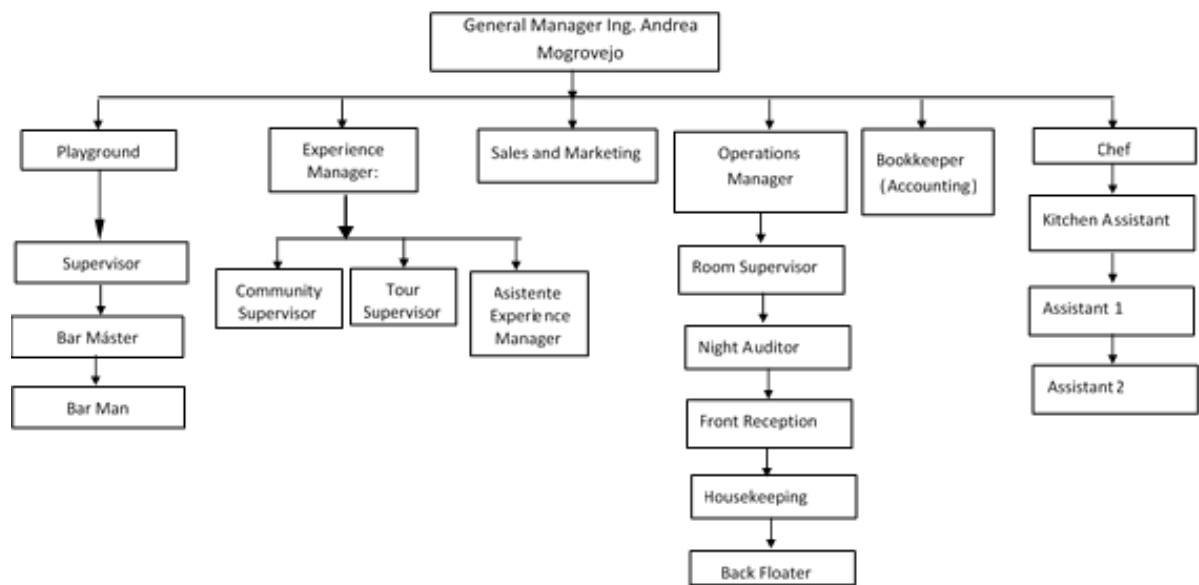 General Manager Ing. Andrea
Mogrovejo
Playground
Experience
Manager:
Sales and Marketing
Operations
Manager
Bookkeeper
(Accounting)
Chef
Supervisor
Bar Máster
Bar Man
Community
Supervisor
Tour
Supervisor
Asistente
Experience
Manager
Room Supervisor
Night Auditor
Front Reception
Housekeeping
Back Floater
Kitchen Assistant
Assistant 1
Assistant 2